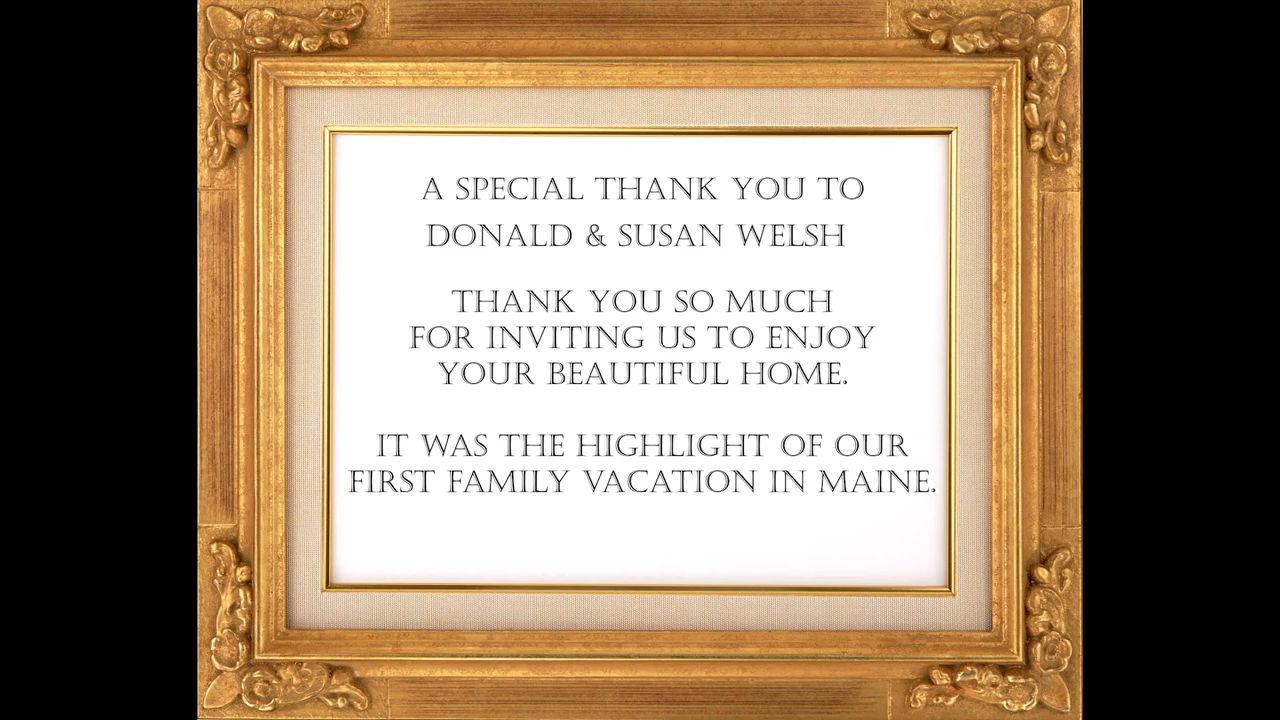 A SPECIAL THANK YOU TO
DONALD & SUSAN WELSH
THANK YOU SO MUCH
FOR INVITING US TO ENJOY
YOUR BEAUTIFUL HOME.
IT WAS THE HIGHLIGHT OF OUR
FIRST FAMILY VACATION IN MAINE.